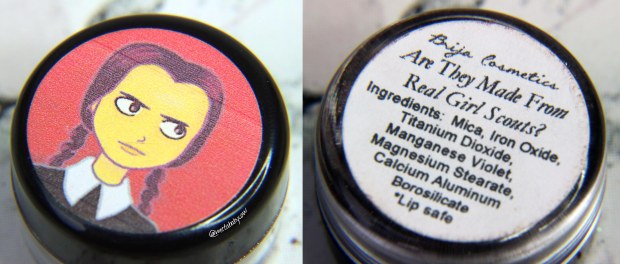 Brija Cosmetics
Are They Made From
Real Girl Scouts?
Ingredients: Mica, Iron Oxide,
Titanium Dioxide,
Manganese Violet,
Magnesium Stearate,
Calcium Aluminum
Borosilicate
*Lip safe